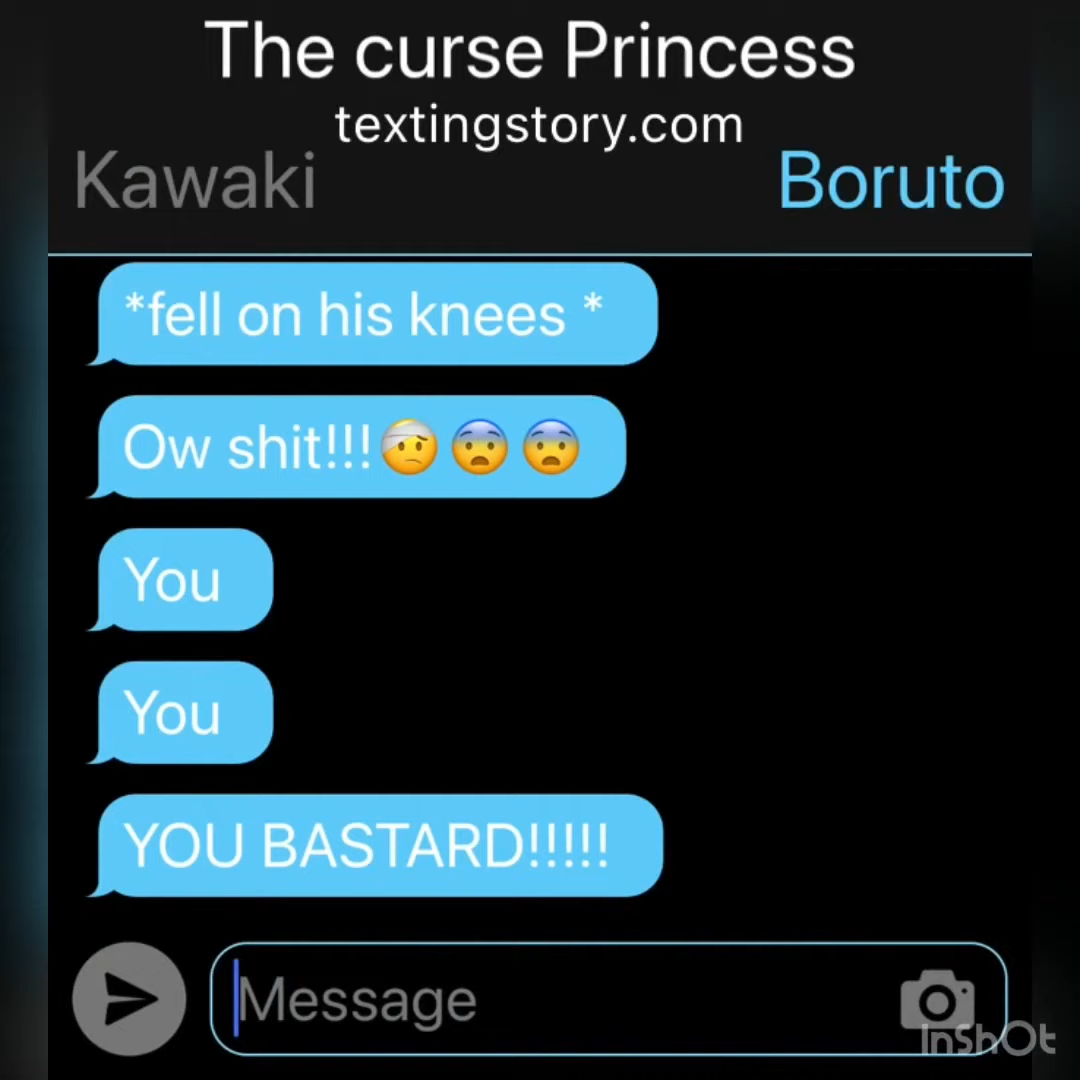 The curse Princess
textingstory.com
Kawaki Boruto
*fell on his knees *
Ow shit!!!🤕😨😨
You
You
YOU BASTARD!!!!!
Message
InShOt